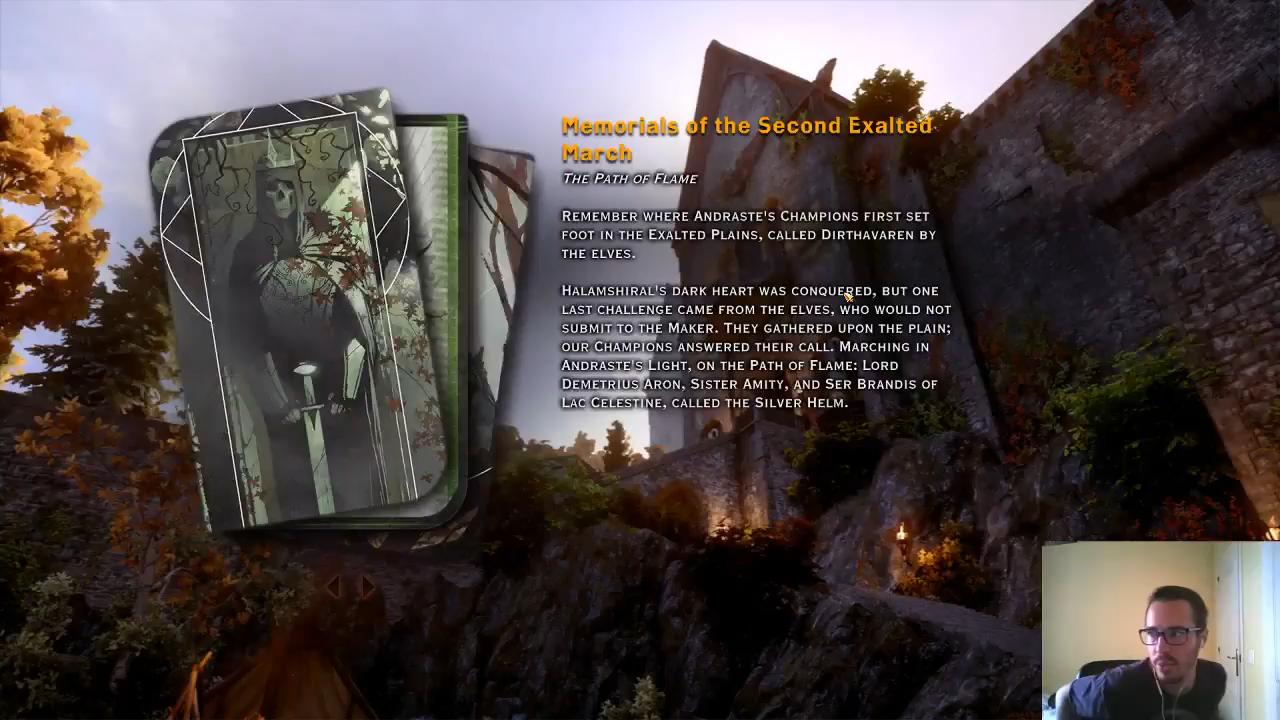 Memorials of the Second Exalted
March
The Path of Flame
Remember where Andraste's Champions first set
foot in the Exalted Plains, called Dirthavaren by
the elves.
Halamshiral's dark heart was conquered, but one
last challenge came from the elves, who would not
submit to the Maker. They gathered upon the plain;
our Champions answered their call. Marching in
Andraste's Light, on the Path of Flame: Lord
Demetrius Aron, Sister Amity, and Ser Brandis of
Lac Celestine, called the Silver Helm.